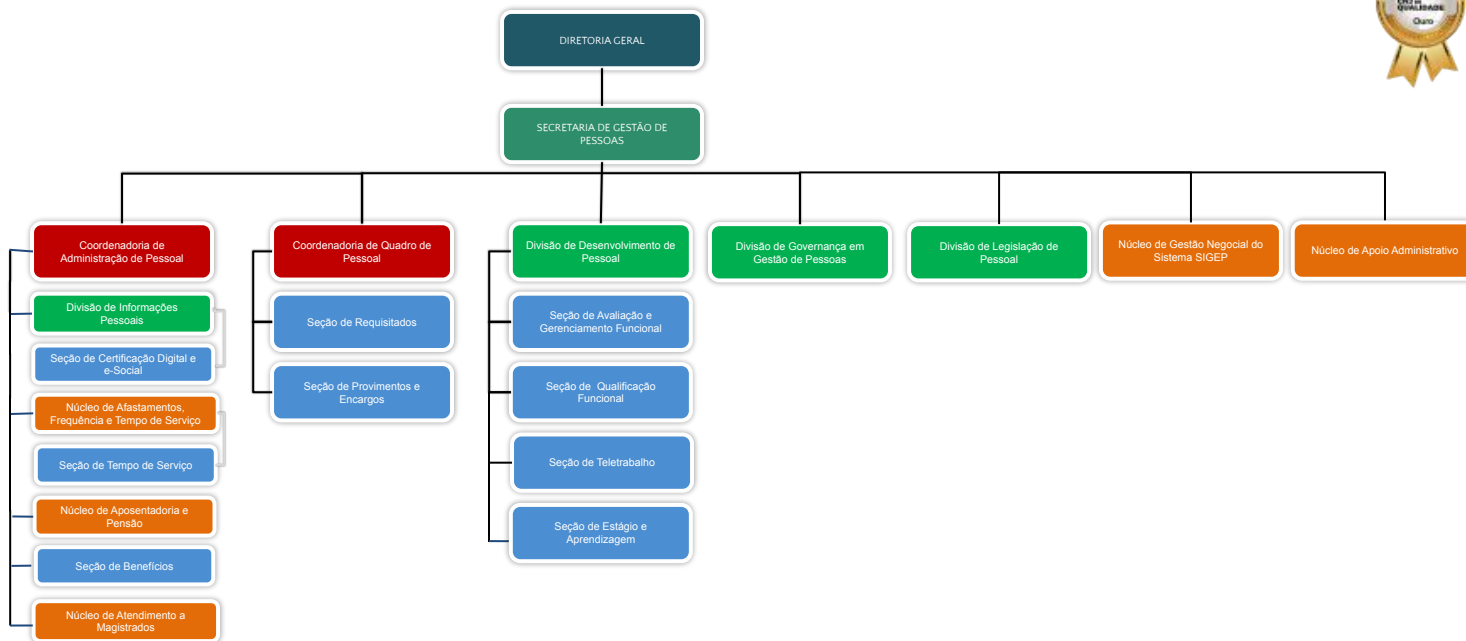 QUALIDADE
Ouro
DIRETORIA GERAL
SECRETARIA DE GESTÃO DE
PESSOAS
Coordenadoria de
Administração de Pessoal
Divisão de Informações
Pessoais
Seção de Certificação Digital e
e-Social
Núcleo de Afastamentos,
Frequência e Tempo de Serviço
Seção de Tempo de Serviço
Núcleo de Aposentadoria e
Pensão
Seção de Benefícios
Núcleo de Atendimento a
Magistrados
Coordenadoria de Quadro de
Pessoal
Seção de Requisitados
Seção de Provimentos e
Encargos
Divisão de Desenvolvimento de
Pessoal
Seção de Avaliação e
Gerenciamento Funcional
Seção de Qualificação
Funcional
Seção de Teletrabalho
Seção de Estágio e
Aprendizagem
Divisão de Governança em
Gestão de Pessoas
Divisão de Legislação de
Pessoal
Núcleo de Gestão Negocial do
Sistema SIGEP
Núcleo de Apoio Administrativo